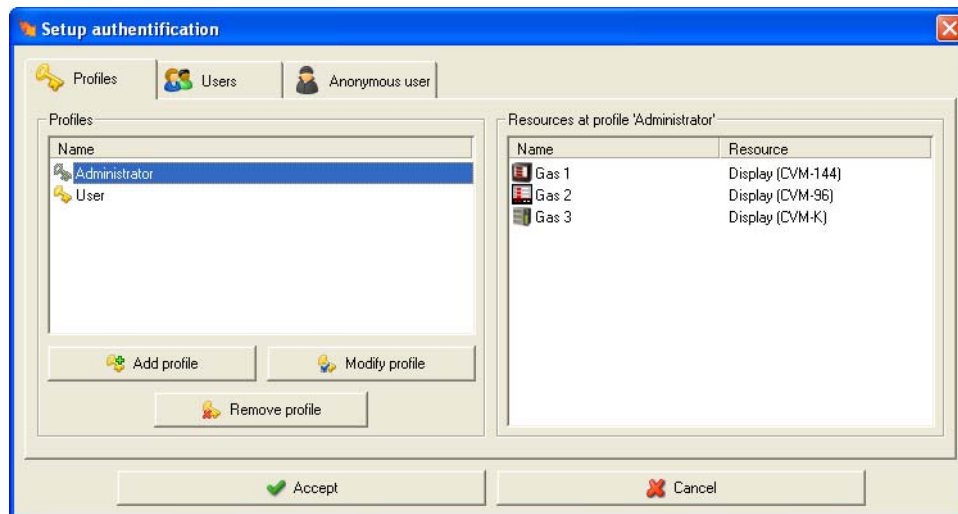 Setup authentification
Profiles Users Anonymous user
Profiles
Name
Administrator
User
Add profile Modify profile
Remove profile
Resources at profile 'Administrator'
Name Resource
Gas 1 Display (CVM-144)
Gas 2 Display (CVM-96)
Gas 3 Display (CVM-K)
Accept Cancel